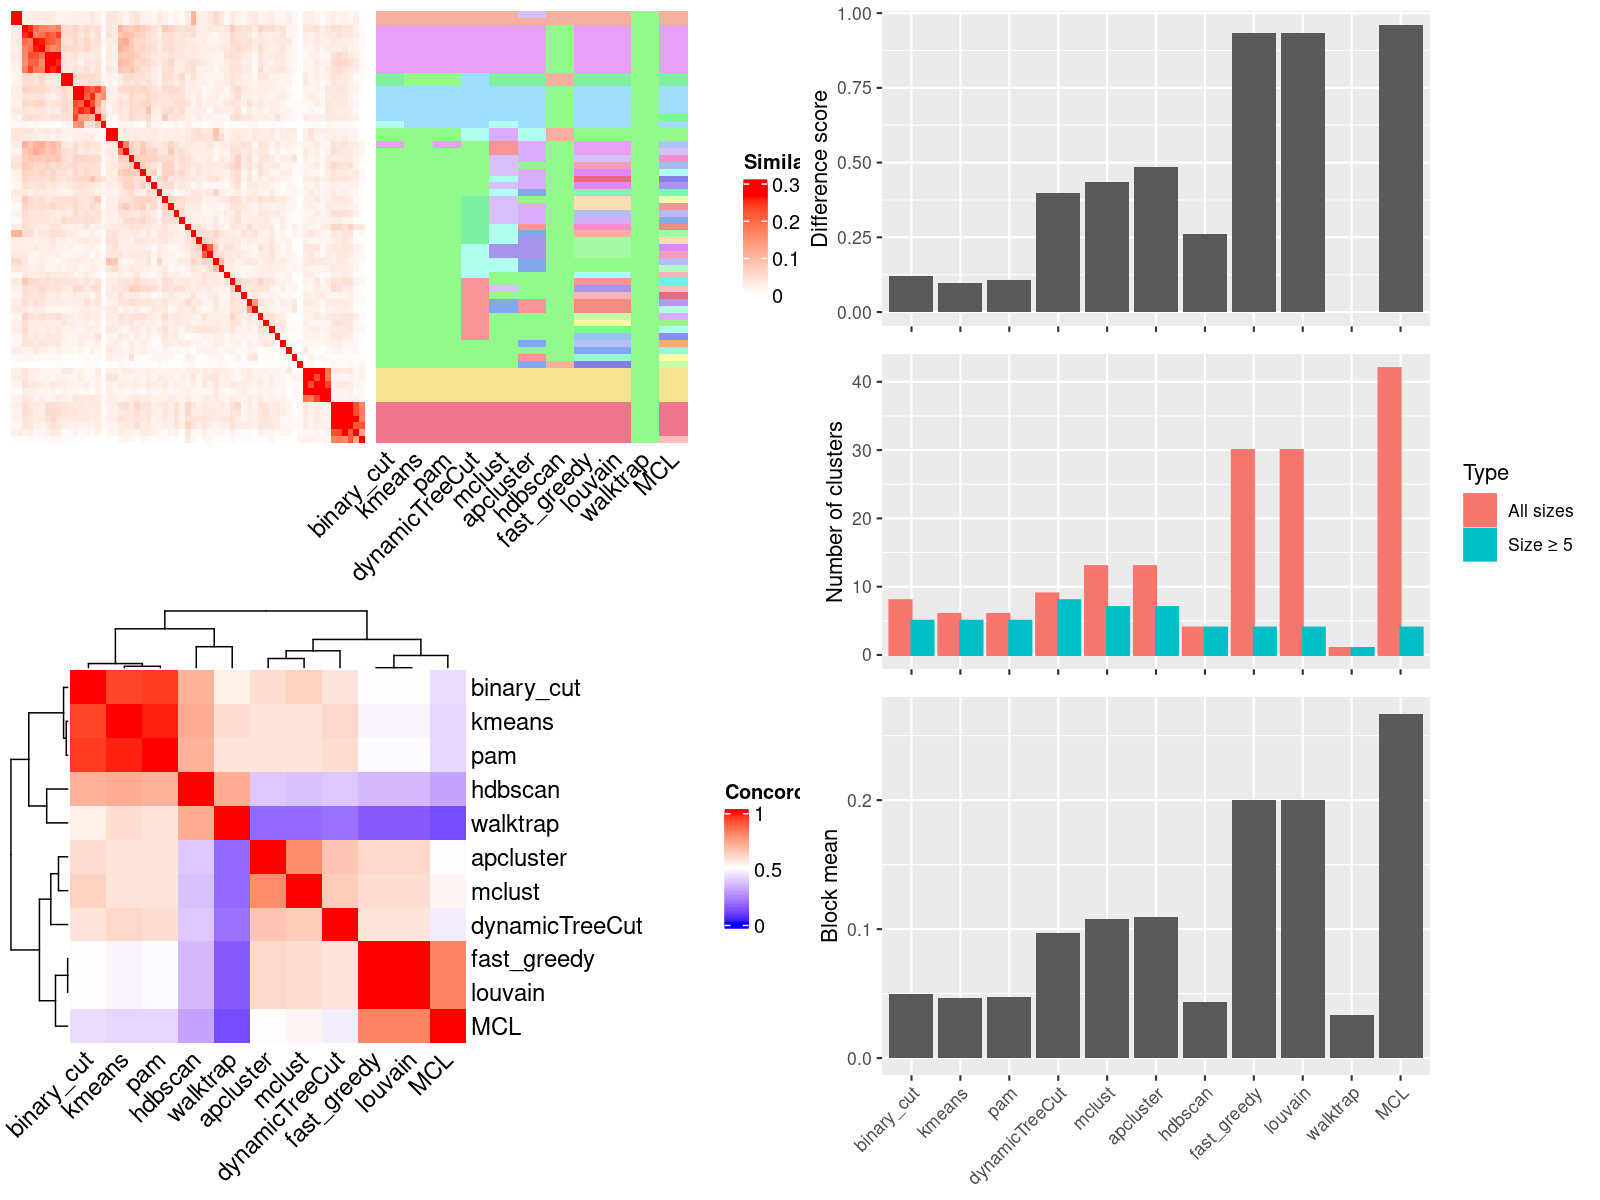 Simila
0.3
0.2
0.1
0
binary_cut
kmeans
pam
dynamicTreeCut
mclust
apcluster
hdbscan
fast_greedy
louvain
walktrap
MCL
binary_cut
kmeans
pam
hdbscan
walktrap
apcluster
mclust
dynamicTreeCut
fast_greedy
louvain
MCL
Concord
1
0.5
0
binary_cut
kmeans
pam
hdbscan
walktrap
apcluster
mclust
dynamicTreeCut
fast_greedy
louvain
MCL
Difference score
1.00
0.75
0.50
0.25
0.00
Number of clusters
40
30
20
10
0
Type
All sizes
Size ≥ 5
Block mean
0.2
0.1
0.0
binary_cut
kmeans
pam
dynamicTreeCut
mclust
apcluster
hdbscan
fast_greedy
louvain
walktrap
MCL